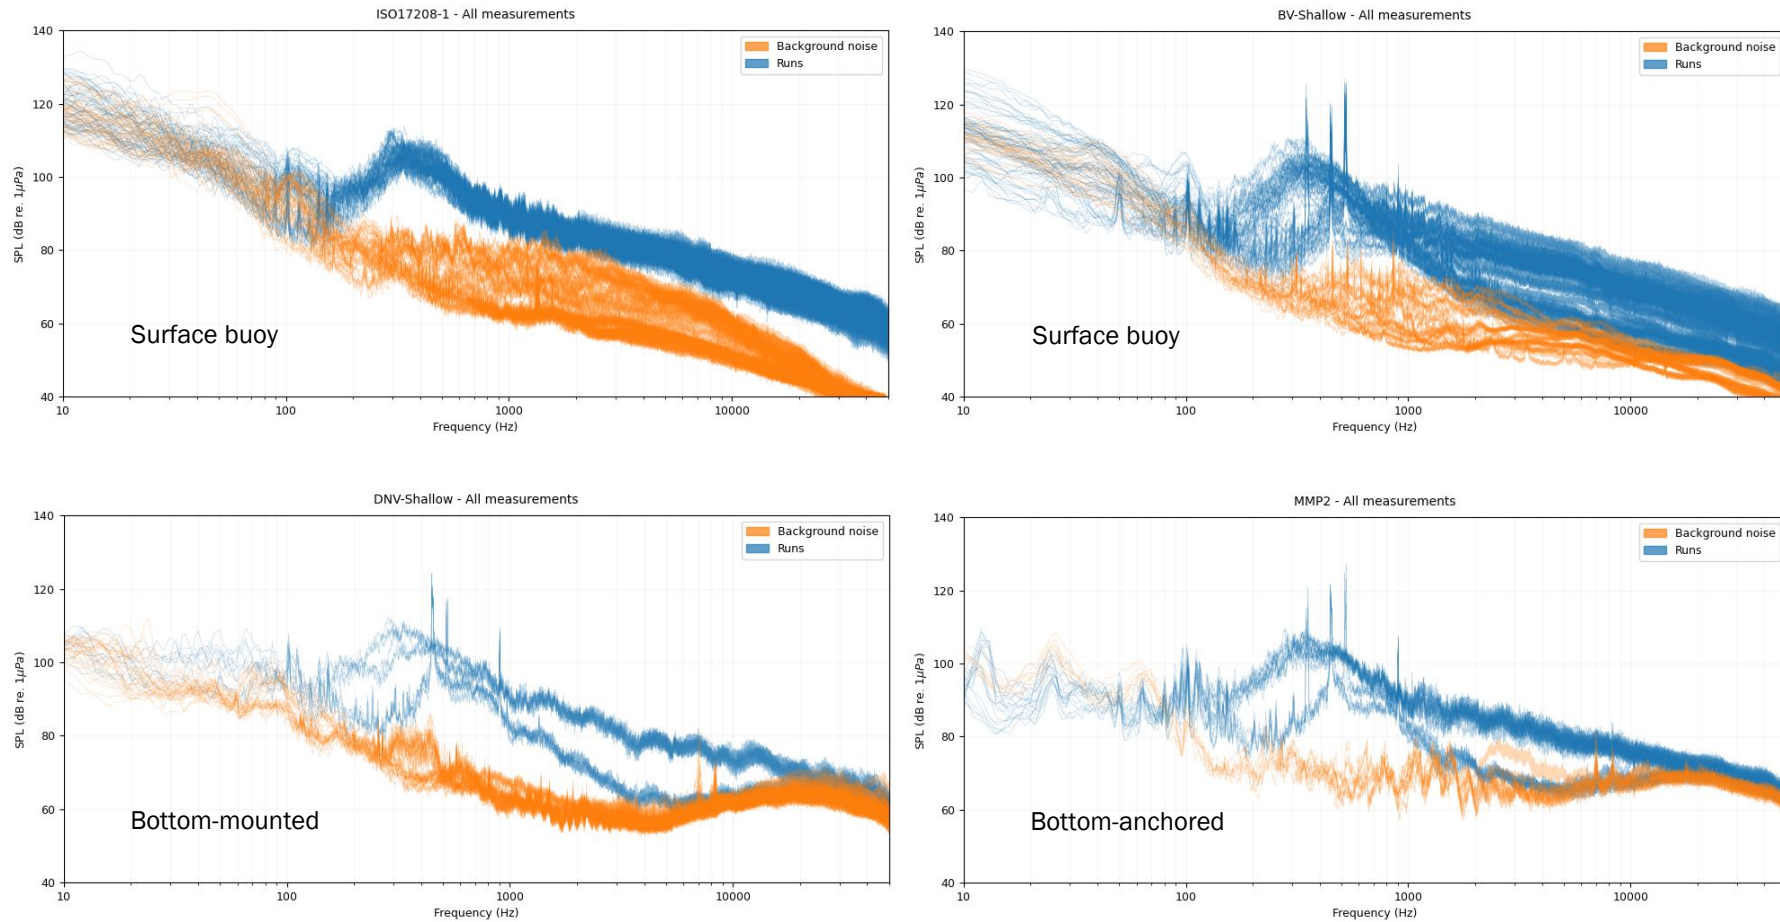 ISO17208-1 - All measurements
140
120
100
80
60
40
SPL (dB re. 1μPa)
Background noise
Runs
Surface buoy
10
100
1000
10000
Frequency (Hz)
BV-Shallow - All measurements
140
120
100
80
60
40
SPL (dB re. 1μPa)
Background noise
Runs
Surface buoy
10
100
1000
10000
Frequency (Hz)
DNV-Shallow - All measurements
140
120
100
80
60
40
SPL (dB re. 1μPa)
Background noise
Runs
Bottom-mounted
10
100
1000
10000
Frequency (Hz)
MMP2 - All measurements
140
120
100
80
60
40
SPL (dB re. 1μPa)
Background noise
Runs
Bottom-anchored
10
100
1000
10000
Frequency (Hz)